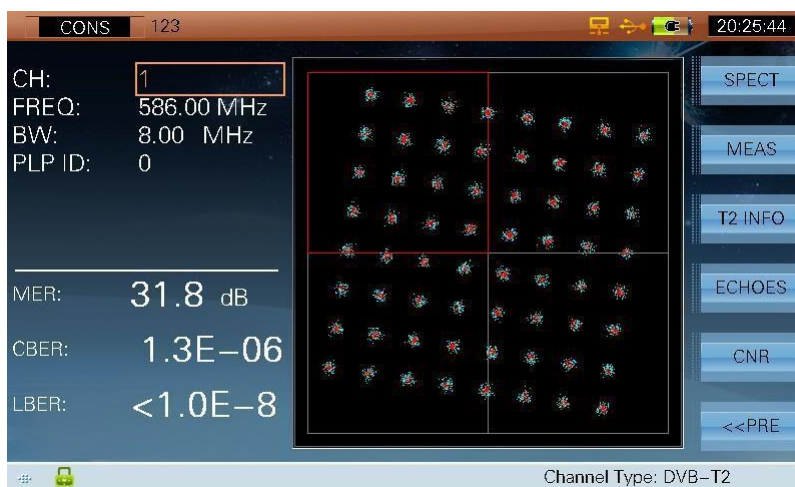 CONS 123 20:25:44
CH: 1
FREQ: 586.00 MHz
BW: 8.00 MHz
PLP ID: 0
MER: 31.8 dB
CBER: 1.3E-06
LBER: <1.0E-8
SPECT
MEAS
T2 INFO
ECHOES
CNR
<<PRE
Channel Type: DVB-T2